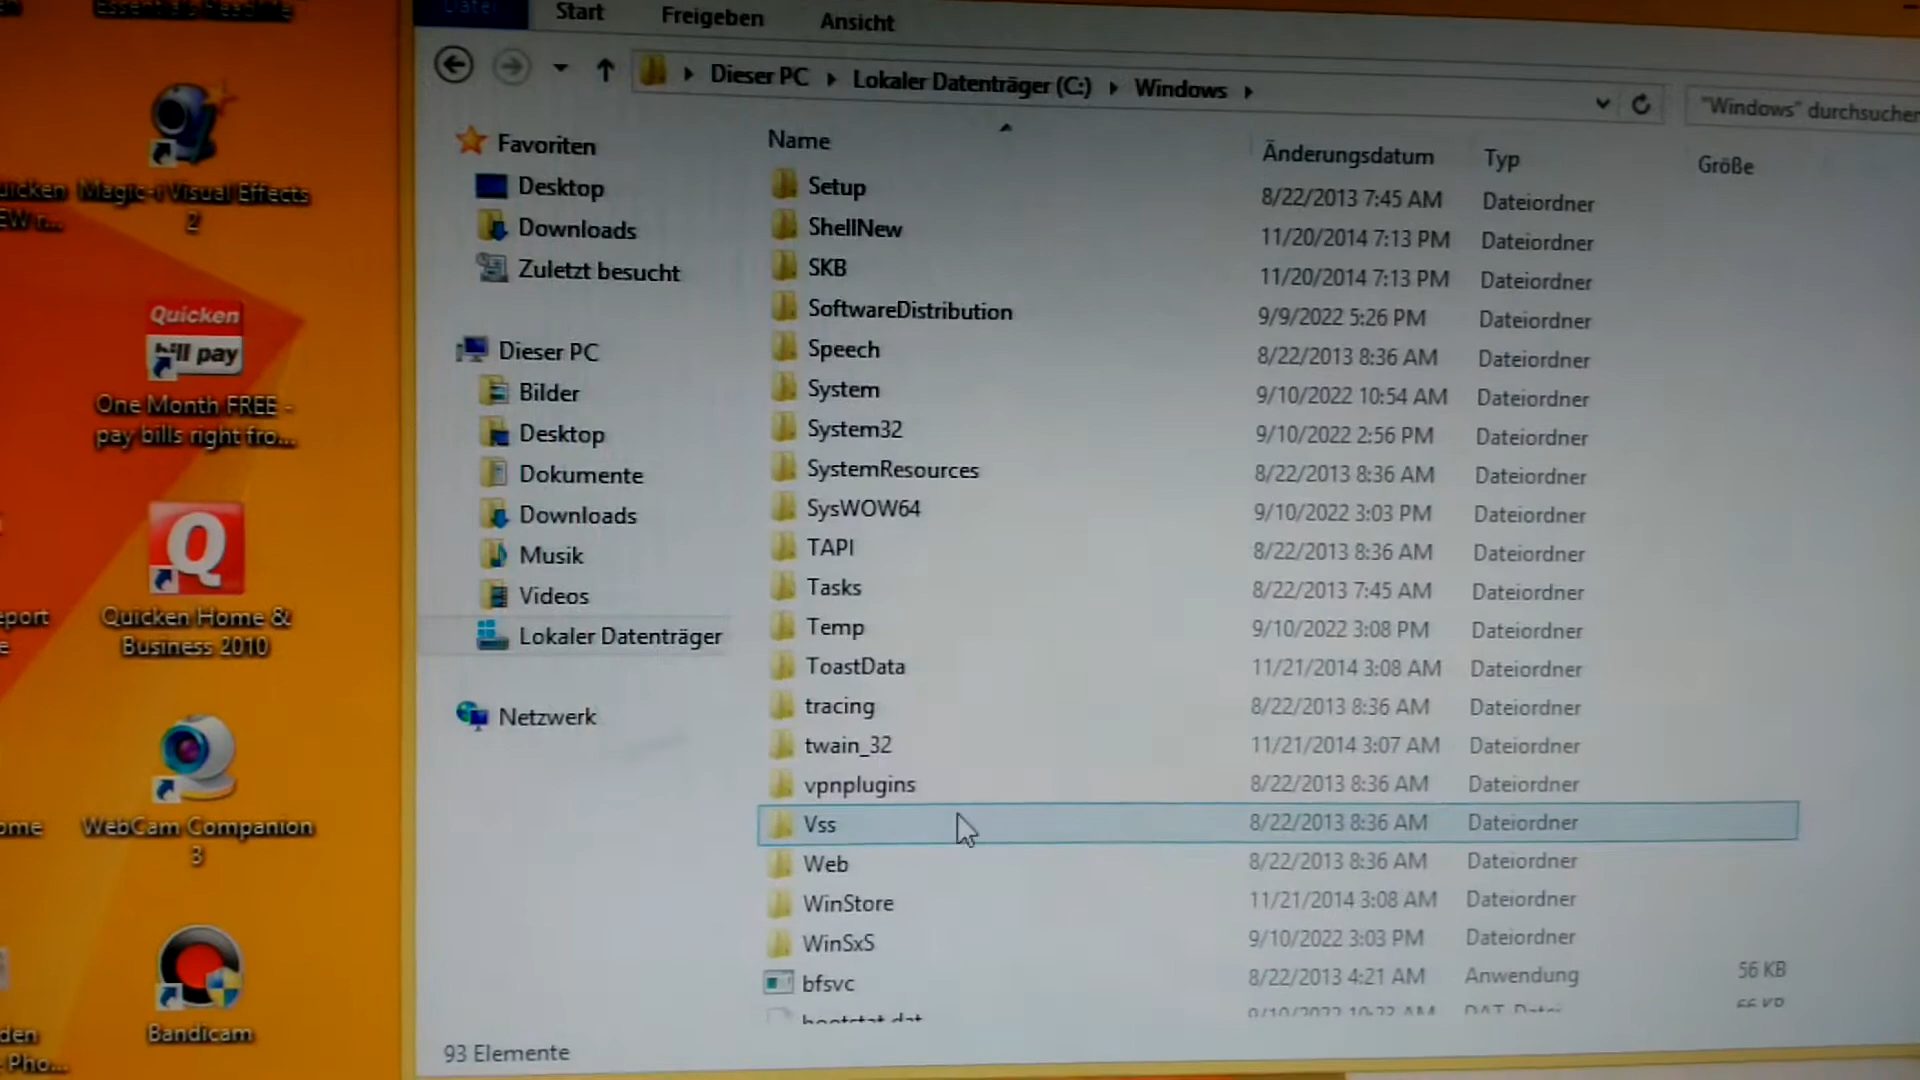 Datei Start Freigeben Ansicht
Dieser PC Lokaler Datenträger (C:) Windows
"Windows" durchsuchen
Favoriten
Desktop
Downloads
Zuletzt besucht
Dieser PC
Bilder
Desktop
Dokumente
Downloads
Musik
Videos
Lokaler Datenträger
Netzwerk
Name Änderungsdatum Typ Größe
Setup 8/22/2013 7:45 AM Dateiordner
ShellNew 11/20/2014 7:13 PM Dateiordner
SKB 11/20/2014 7:13 PM Dateiordner
SoftwareDistribution 9/9/2022 5:26 PM Dateiordner
Speech 8/22/2013 8:36 AM Dateiordner
System 9/10/2022 10:54 AM Dateiordner
System32 9/10/2022 2:56 PM Dateiordner
SystemResources 8/22/2013 8:36 AM Dateiordner
SysWOW64 9/10/2022 3:03 PM Dateiordner
TAPI 8/22/2013 8:36 AM Dateiordner
Tasks 8/22/2013 7:45 AM Dateiordner
Temp 9/10/2022 3:08 PM Dateiordner
ToastData 11/21/2014 3:08 AM Dateiordner
tracing 8/22/2013 8:36 AM Dateiordner
twain_32 11/21/2014 3:07 AM Dateiordner
vpnplugins 8/22/2013 8:36 AM Dateiordner
Vss 8/22/2013 8:36 AM Dateiordner
Web 8/22/2013 8:36 AM Dateiordner
WinStore 11/21/2014 3:08 AM Dateiordner
WinSxS 9/10/2022 3:03 PM Dateiordner
bfsvc 8/22/2013 4:21 AM Anwendung 56 KB
bootstat.dat
93 Elemente
Magic-i Visual Effects
2
Quicken
bill pay
One Month FREE -
pay bills right fro...
Q
Quicken Home &
Business 2010
WebCam Companion
3
Bandicam